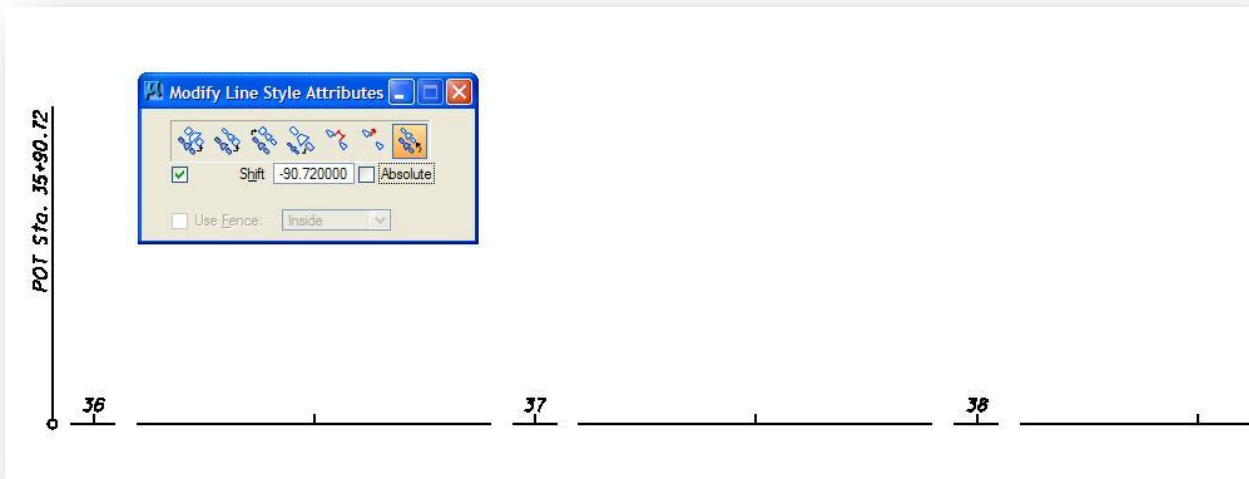 Modify Line Style Attributes
Shift -90.720000 Absolute
Use Fence: Inside
POT Sta. 35+90.72
36 37 38